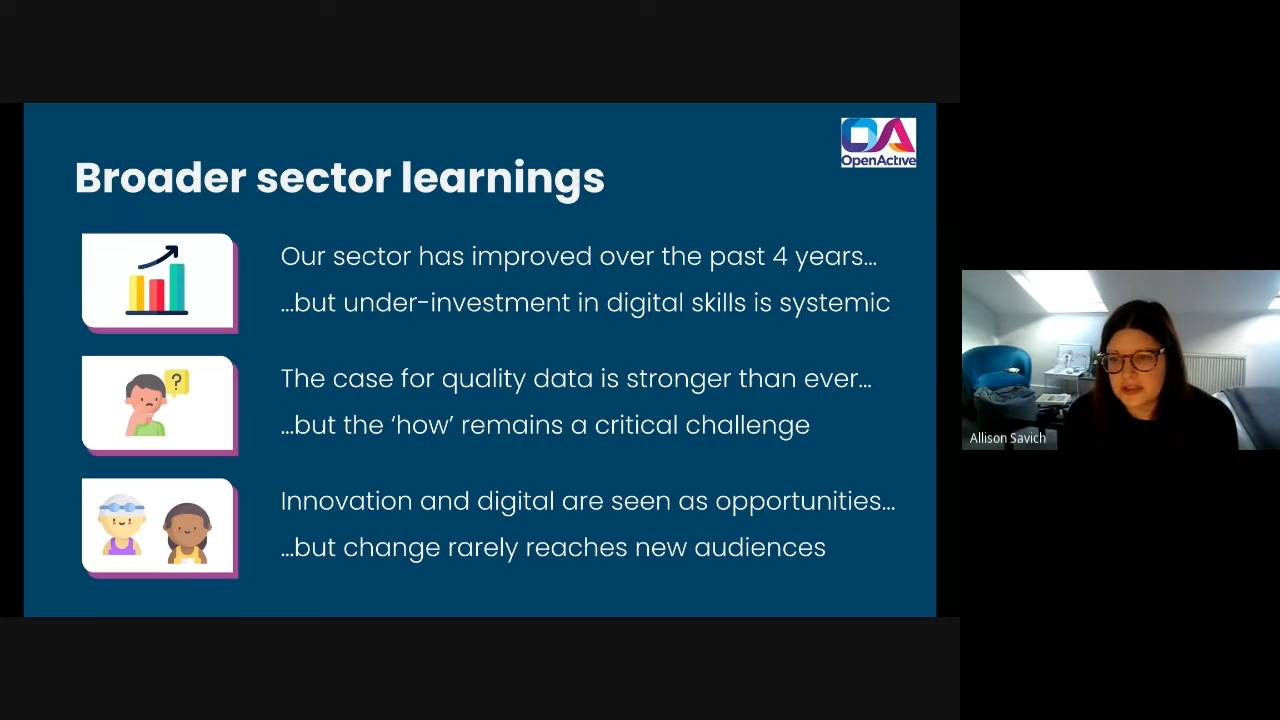 OA
OpenActive
Broader sector learnings
Our sector has improved over the past 4 years...
...but under-investment in digital skills is systemic
The case for quality data is stronger than ever...
?
...but the ‘how’ remains a critical challenge
Innovation and digital are seen as opportunities...
...but change rarely reaches new audiences
Allison Savich